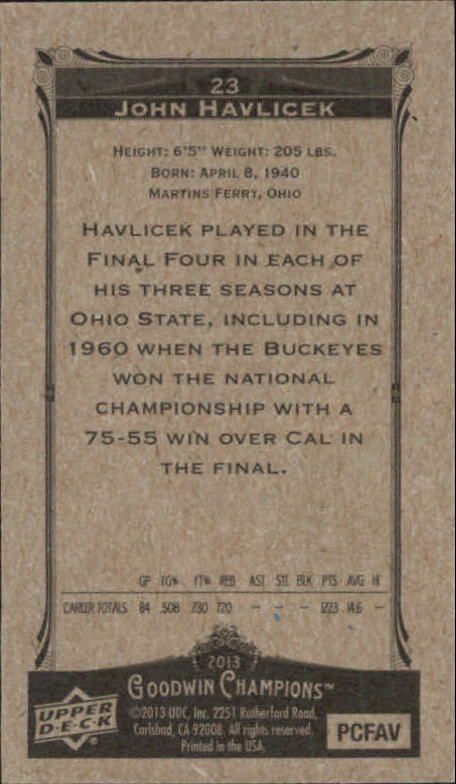 23
JOHN HAVLICEK
HEIGHT: 6'5" WEIGHT: 205 LBS.
BORN: APRIL 8, 1940
MARTINS FERRY, OHIO
HAVLICEK PLAYED IN THE
FINAL FOUR IN EACH OF
HIS THREE SEASONS AT
OHIO STATE, INCLUDING IN
1960 WHEN THE BUCKEYES
WON THE NATIONAL
CHAMPIONSHIP WITH A
75-55 WIN OVER CAL IN
THE FINAL.
GP FG% FT% REB AST STL BLK PTS AVG HI
CAREER TOTALS 84 .508 .730 720 – – – 1223 14.6 –
2013
GOODWIN CHAMPIONS™
UPPER
D·E·C·K
©2013 UDC, Inc. 2251 Rutherford Road,
Carlsbad, CA 92008. All rights reserved.
Printed in the USA.
PCFAV